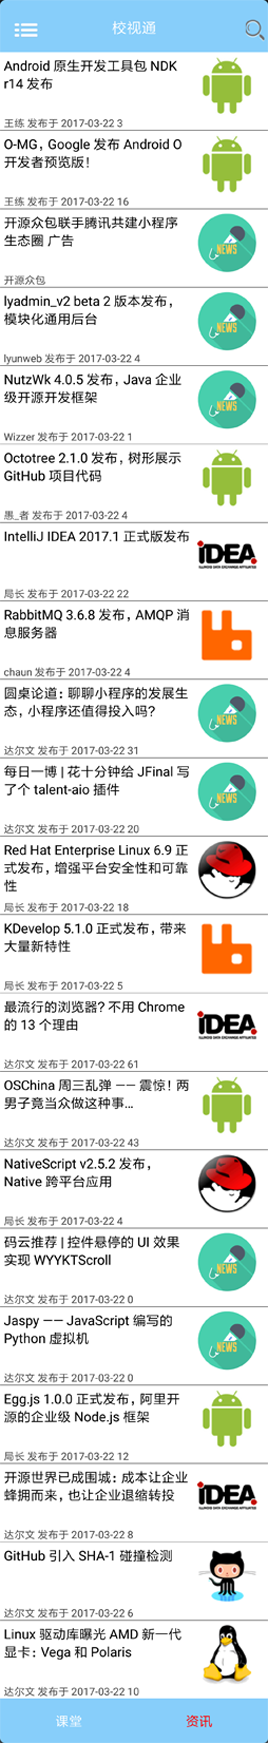 校视通
Android 原生开发工具包 NDK
r14 发布
王练 发布于 2017-03-22 3
O-MG，Google 发布 Android O
开发者预览版！
王练 发布于 2017-03-22 16
开源众包联手腾讯共建小程序
生态圈 广告
开源众包
NEWS
lyadmin_v2 beta 2 版本发布，
模块化通用后台
lyunweb 发布于 2017-03-22 4
NEWS
NutzWk 4.0.5 发布，Java 企业
级开源开发框架
Wizzer 发布于 2017-03-22 1
NEWS
Octotree 2.1.0 发布，树形展示
GitHub 项目代码
愚_者 发布于 2017-03-22 4
IntelliJ IDEA 2017.1 正式版发布
局长 发布于 2017-03-22 22
IDEA
ILLINOIS DATA EXCHANGE AFFILIATES
RabbitMQ 3.6.8 发布，AMQP 消
息服务器
chaun 发布于 2017-03-22 4
圆桌论道：聊聊小程序的发展生
态，小程序还值得投入吗？
达尔文 发布于 2017-03-22 31
NEWS
每日一博 | 花十分钟给 JFinal 写
了个 talent-aio 插件
达尔文 发布于 2017-03-22 20
NEWS
Red Hat Enterprise Linux 6.9 正
式发布，增强平台安全性和可靠
性
局长 发布于 2017-03-22 18
KDevelop 5.1.0 正式发布，带来
大量新特性
局长 发布于 2017-03-22 5
最流行的浏览器? 不用 Chrome
的 13 个理由
达尔文 发布于 2017-03-22 61
IDEA
ILLINOIS DATA EXCHANGE AFFILIATES
OSChina 周三乱弹 —— 震惊！两
男子竟当众做这种事…
达尔文 发布于 2017-03-22 43
NativeScript v2.5.2 发布，
Native 跨平台应用
局长 发布于 2017-03-22 4
码云推荐 | 控件悬停的 UI 效果
实现 WYYKTScroll
达尔文 发布于 2017-03-22 0
NEWS
Jaspy —— JavaScript 编写的
Python 虚拟机
达尔文 发布于 2017-03-22 0
NEWS
Egg.js 1.0.0 正式发布，阿里开
源的企业级 Node.js 框架
局长 发布于 2017-03-22 12
开源世界已成围城：成本让企业
蜂拥而来，也让企业退缩转投
达尔文 发布于 2017-03-22 8
IDEA
ILLINOIS DATA EXCHANGE AFFILIATES
GitHub 引入 SHA-1 碰撞检测
达尔文 发布于 2017-03-22 6
Linux 驱动库曝光 AMD 新一代
显卡：Vega 和 Polaris
达尔文 发布于 2017-03-22 10
课堂
资讯